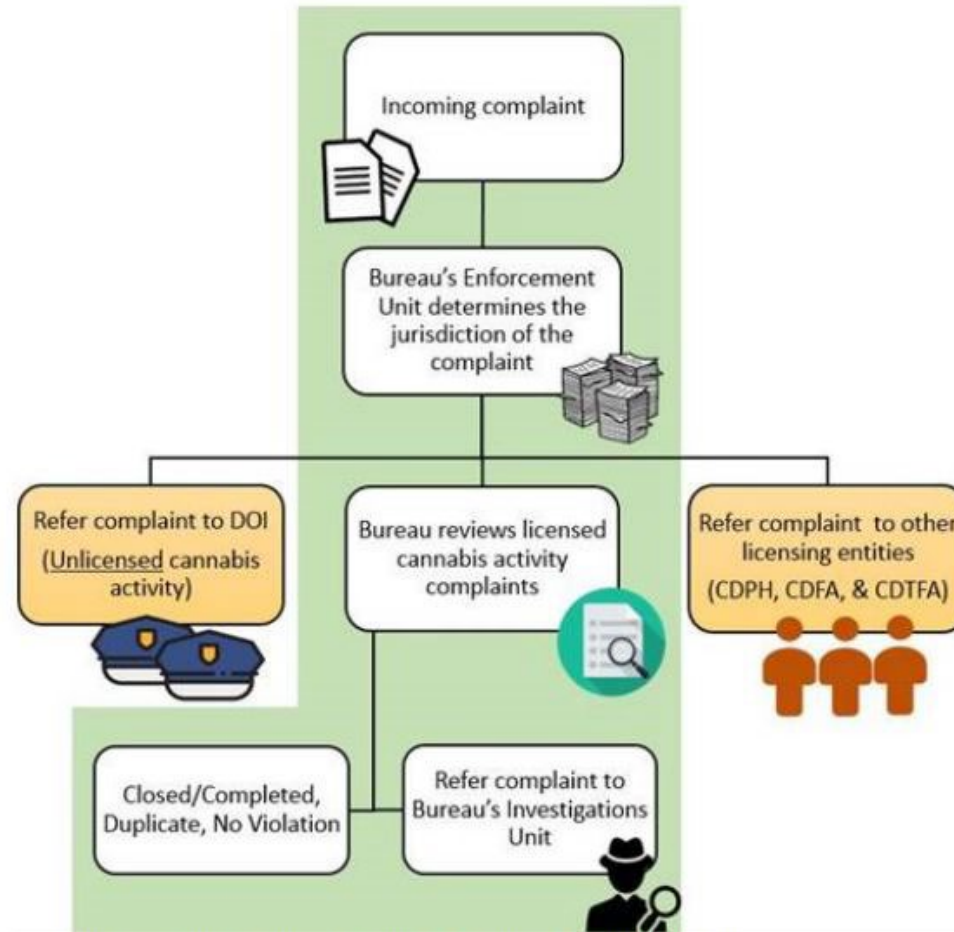 Incoming complaint
Bureau's Enforcement
Unit determines the
jurisdiction of the
complaint
Refer complaint to DOI
(Unlicensed cannabis
activity)
Bureau reviews licensed
cannabis activity
complaints
Refer complaint to other
licensing entities
(CDPH, CDFA, & CDTFA)
Closed/Completed,
Duplicate, No Violation
Refer complaint to
Bureau's Investigations
Unit